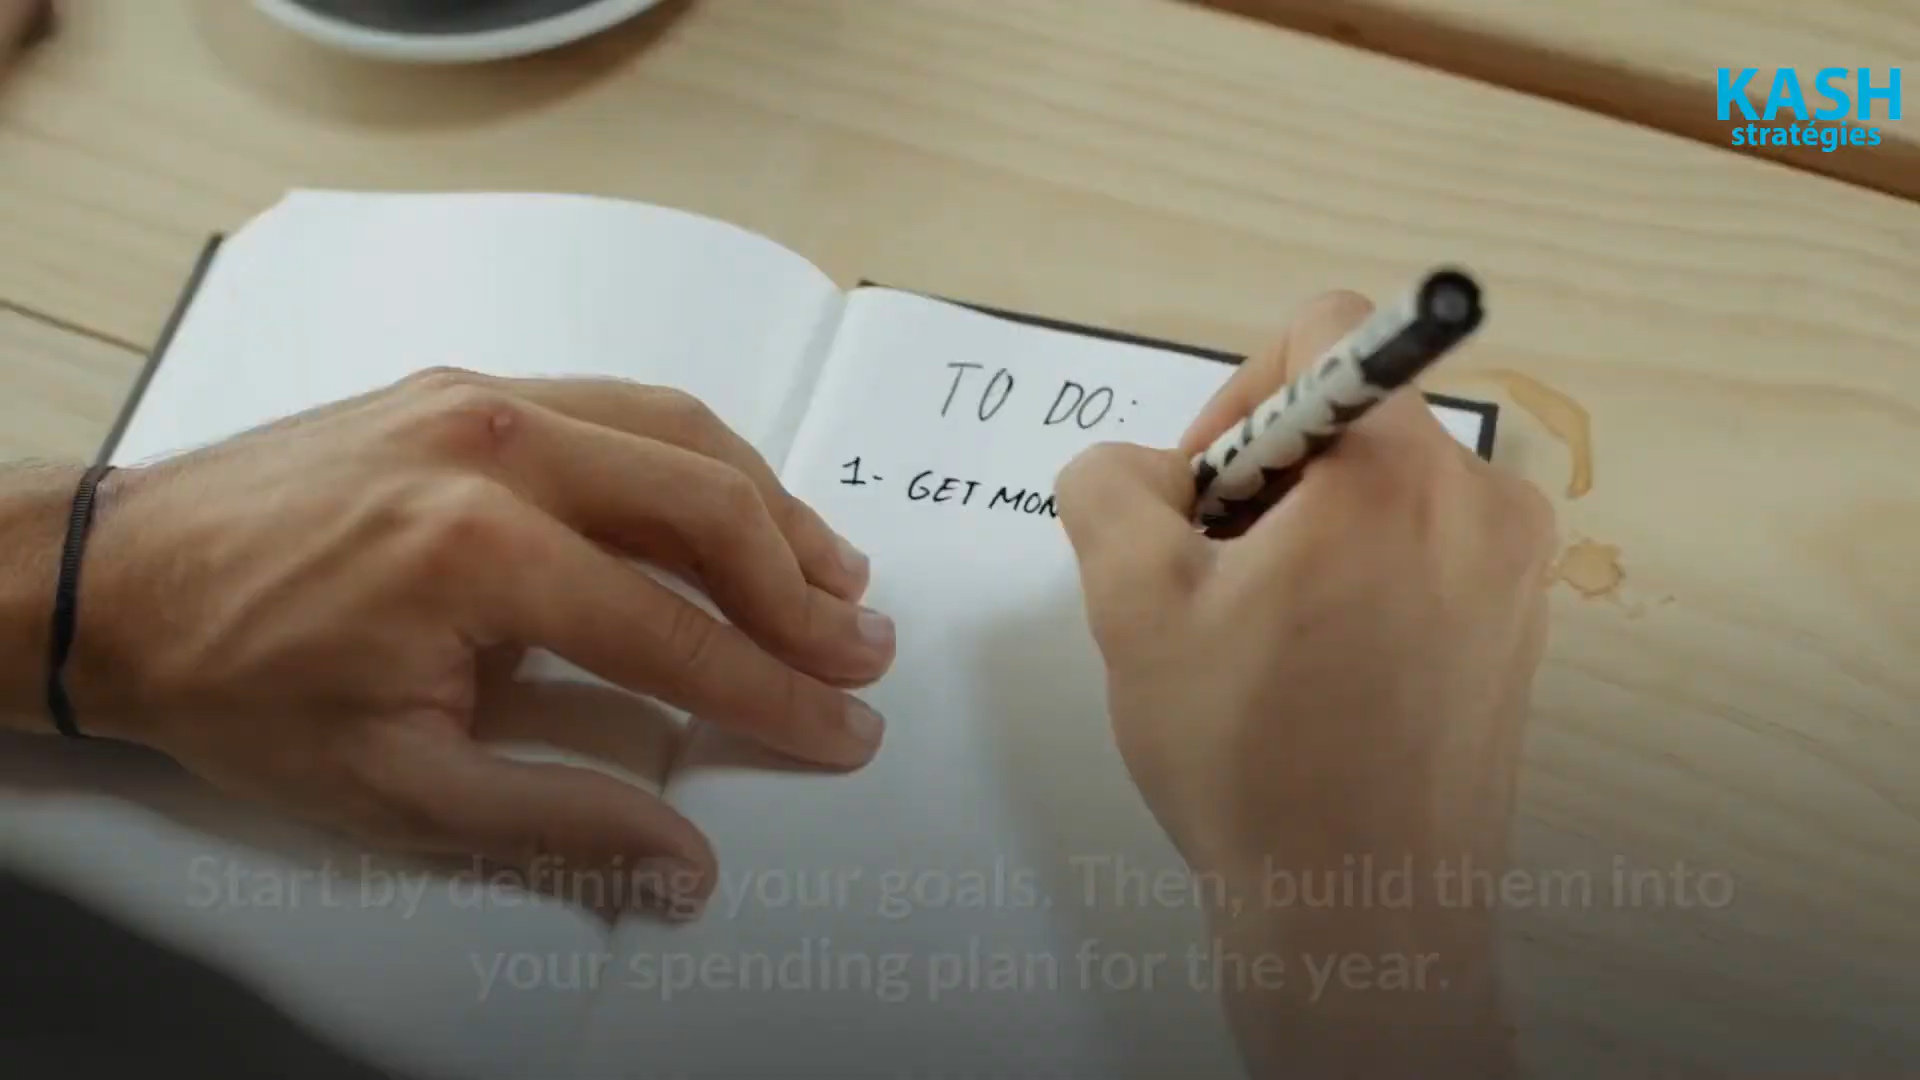 KASH
stratégies
TO DO:
1- GET MON
Start by defining your goals. Then, build them into
your spending plan for the year.